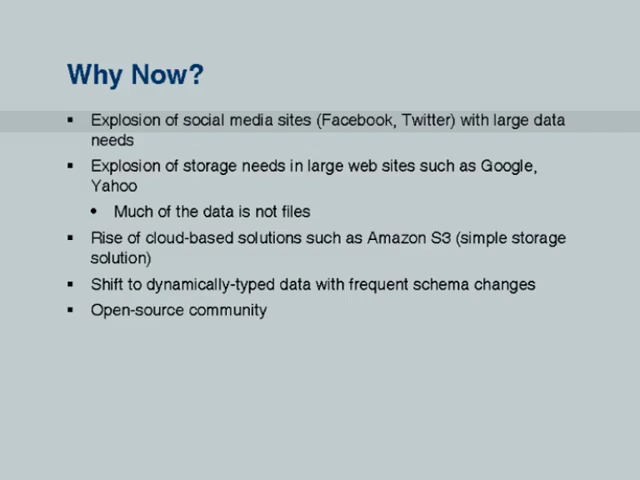 Why Now?
▪ Explosion of social media sites (Facebook, Twitter) with large data
needs
▪ Explosion of storage needs in large web sites such as Google,
Yahoo
• Much of the data is not files
▪ Rise of cloud-based solutions such as Amazon S3 (simple storage
solution)
▪ Shift to dynamically-typed data with frequent schema changes
▪ Open-source community